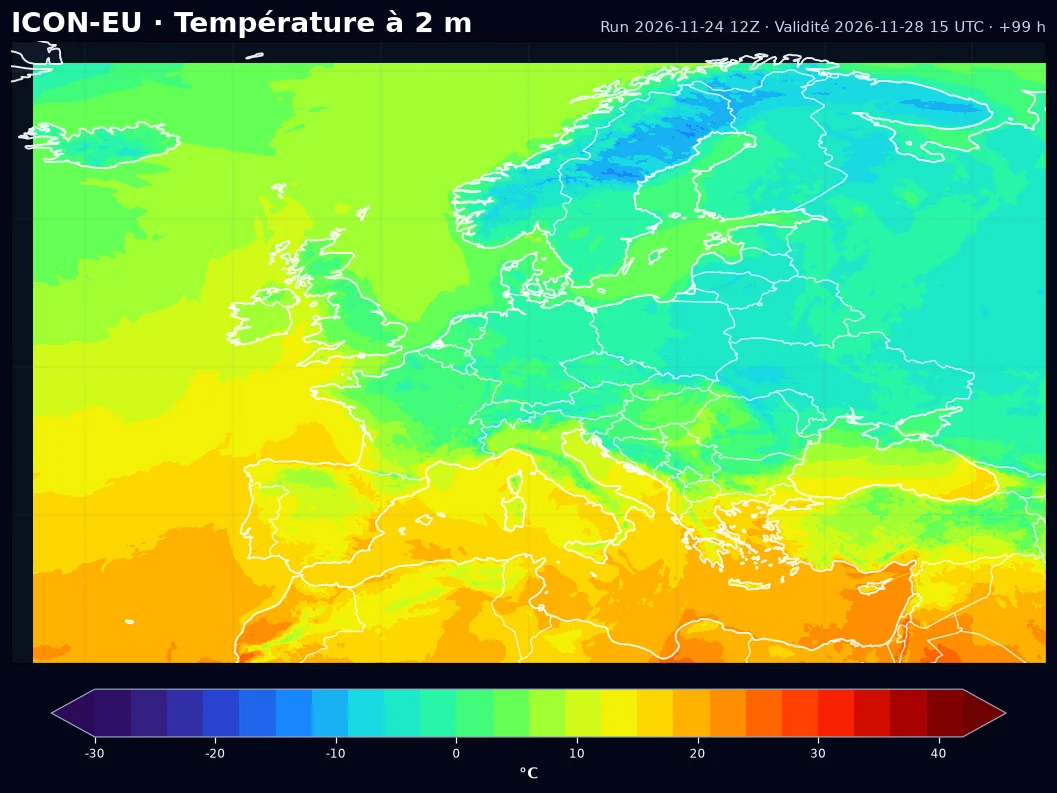 ICON-EU · Température à 2 m
Run 2026-11-24 12Z · Validité 2026-11-28 15 UTC · +99 h
-30 -20 -10 0 10 20 30 40
°C